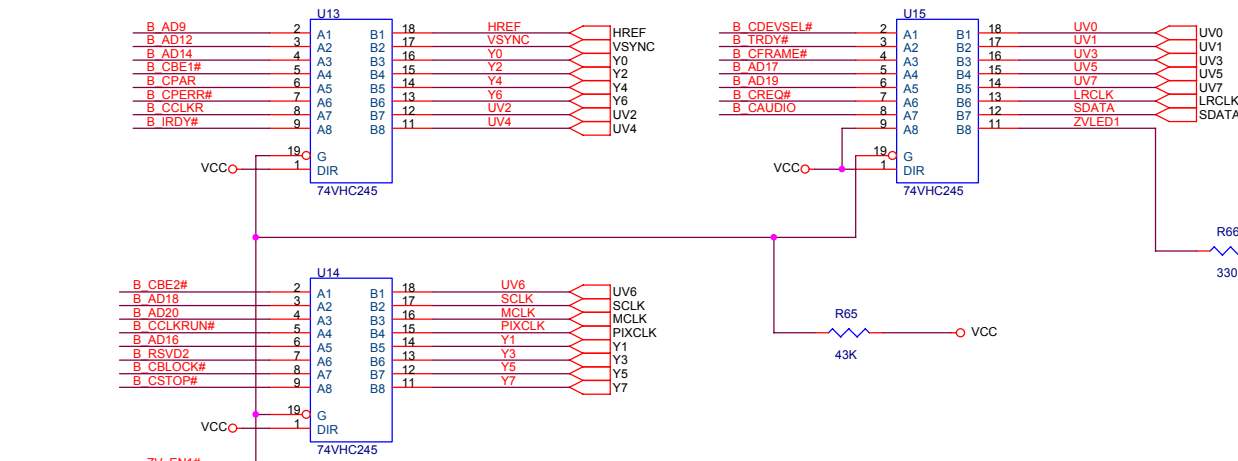 U13
B_AD9 2 A1 B1 18 HREF HREF
B_AD12 3 A2 B2 17 VSYNC VSYNC
B_AD14 4 A3 B3 16 Y0 Y0
B_CBE1# 5 A4 B4 15 Y2 Y2
B_CPAR 6 A5 B5 14 Y4 Y4
B_CPERR# 7 A6 B6 13 Y6 Y6
B_CCLKR 8 A7 B7 12 UV2 UV2
B_IRDY# 9 A8 B8 11 UV4 UV4
19 G
VCC 1 DIR
74VHC245
U15
B_CDEVSEL# 2 A1 B1 18 UV0 UV0
B_TRDY# 3 A2 B2 17 UV1 UV1
B_CFRAME# 4 A3 B3 16 UV3 UV3
B_AD17 5 A4 B4 15 UV5 UV5
B_AD19 6 A5 B5 14 UV7 UV7
B_CREQ# 7 A6 B6 13 LRCLK LRCLK
B_CAUDIO 8 A7 B7 12 SDATA SDATA
9 A8 B8 11 ZVLED1
19 G
VCC 1 DIR
74VHC245
R66
330
U14
B_CBE2# 2 A1 B1 18 UV6 UV6
B_AD18 3 A2 B2 17 SCLK SCLK
B_AD20 4 A3 B3 16 MCLK MCLK
B_CCLKRUN# 5 A4 B4 15 PIXCLK PIXCLK
B_AD16 6 A5 B5 14 Y1 Y1
B_RSVD2 7 A6 B6 13 Y3 Y3
B_CBLOCK# 8 A7 B7 12 Y5 Y5
B_CSTOP# 9 A8 B8 11 Y7 Y7
19 G
VCC 1 DIR
74VHC245
R65
43K
VCC